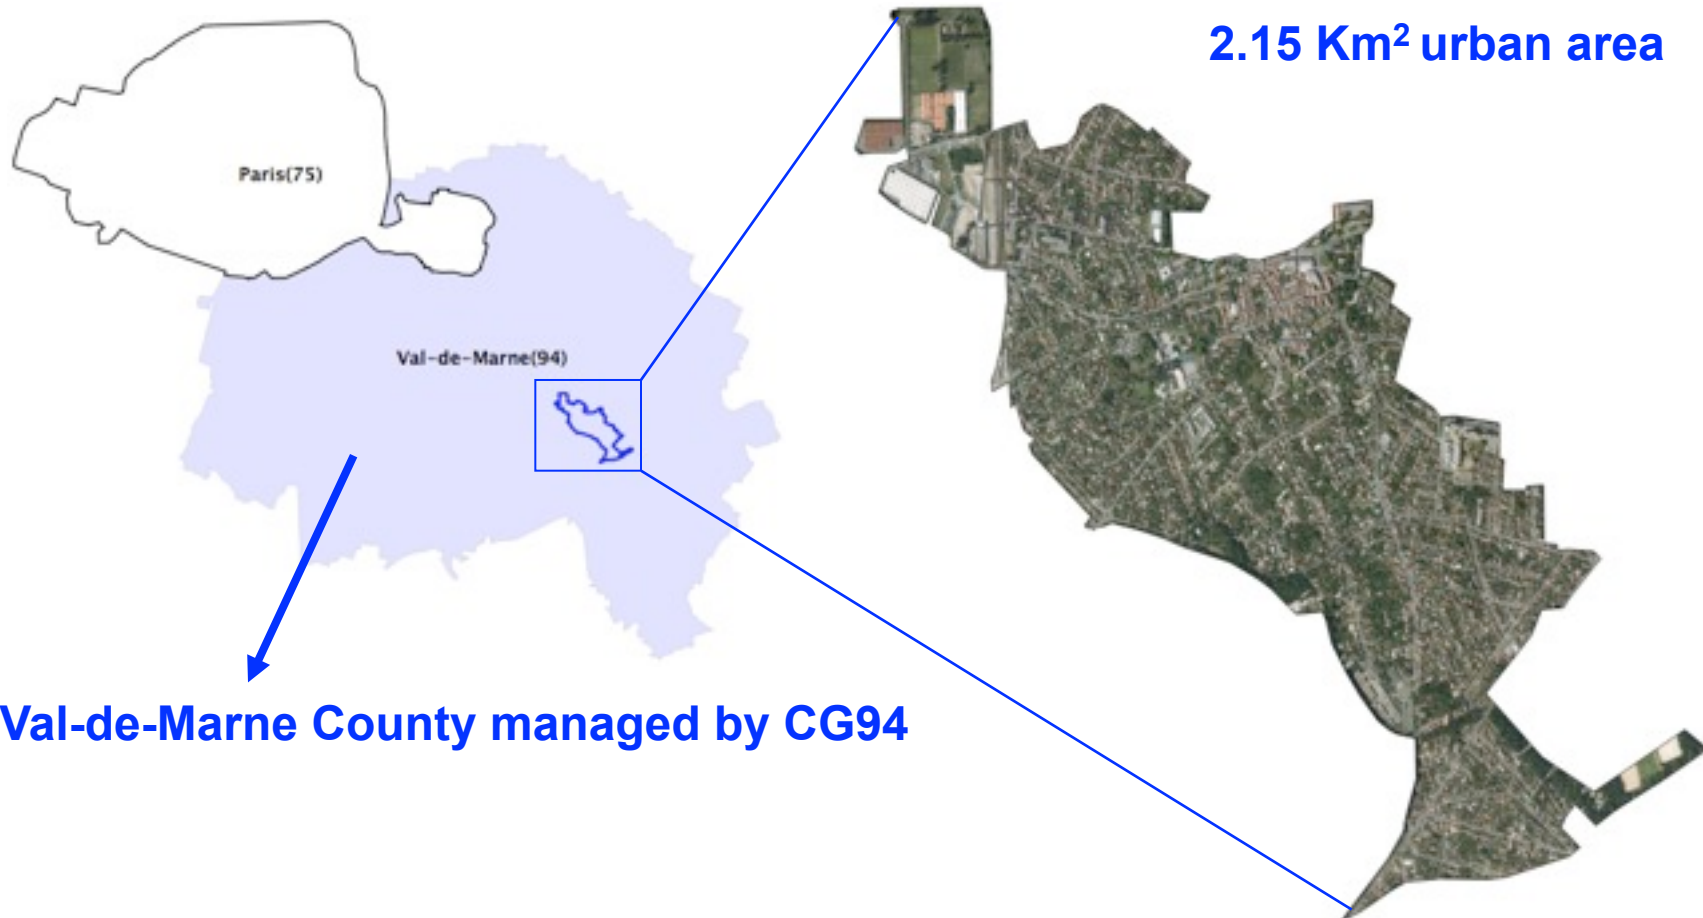 2.15 Km² urban area
Paris(75)
Val-de-Marne(94)
Val-de-Marne County managed by CG94